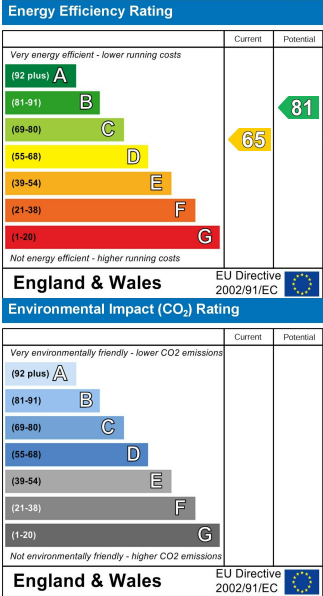 Energy Efficiency Rating
Current Potential
Very energy efficient - lower running costs
(92 plus) A
(81-91) B
(69-80) C
(55-68) D
(39-54) E
(21-38) F
(1-20) G
65
81
Not energy efficient - higher running costs
England & Wales
EU Directive
2002/91/EC
Environmental Impact (CO₂) Rating
Current Potential
Very environmentally friendly - lower CO2 emissions
(92 plus) A
(81-91) B
(69-80) C
(55-68) D
(39-54) E
(21-38) F
(1-20) G
Not environmentally friendly - higher CO2 emissions
England & Wales
EU Directive
2002/91/EC